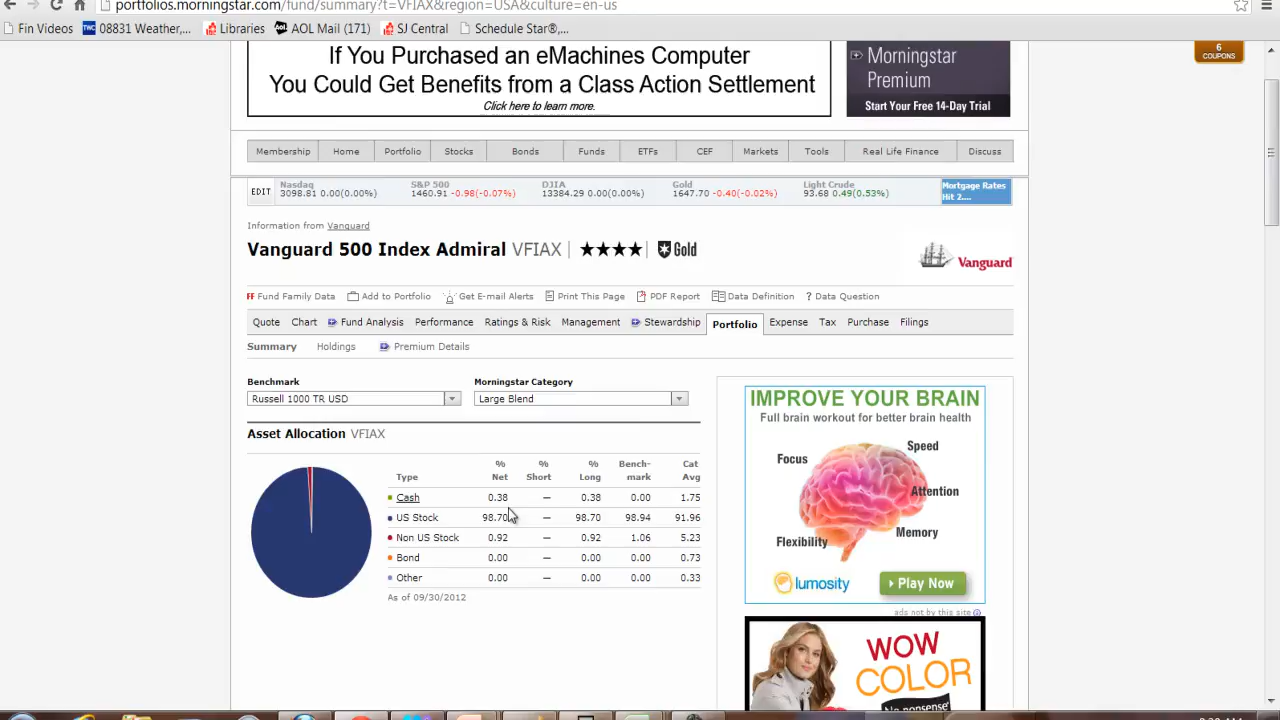 portfolios.morningstar.com/fund/summary?t=VFIAX&region=USA&culture=en-us
Fin Videos TWC 08831 Weather,... Libraries Aol. AOL Mail (171) SJ Central Schedule Star®,...
If You Purchased an eMachines Computer
You Could Get Benefits from a Class Action Settlement
Click here to learn more.
Morningstar
Premium
Start Your Free 14-Day Trial
6
COUPONS
Membership Home Portfolio Stocks Bonds Funds ETFs CEF Markets Tools Real Life Finance Discuss
EDIT
Nasdaq S&P 500 DJIA Gold Light Crude
3098.81 0.00(0.00%) 1460.91 -0.98(-0.07%) 13384.29 0.00(0.00%) 1647.70 -0.40(-0.02%) 93.68 0.49(0.53%)
Mortgage Rates
Hit 2....
Information from Vanguard
Vanguard 500 Index Admiral VFIAX ★★★★ Gold
Vanguard
FF Fund Family Data Add to Portfolio Get E-mail Alerts Print This Page PDF Report Data Definition ? Data Question
Quote Chart Fund Analysis Performance Ratings & Risk Management Stewardship Portfolio Expense Tax Purchase Filings
Summary Holdings Premium Details
Benchmark Morningstar Category
Russell 1000 TR USD Large Blend
Asset Allocation VFIAX
% % % Bench- Cat
Type Net Short Long mark Avg
Cash 0.38 — 0.38 0.00 1.75
US Stock 98.70 — 98.70 98.94 91.96
Non US Stock 0.92 — 0.92 1.06 5.23
Bond 0.00 — 0.00 0.00 0.73
Other 0.00 — 0.00 0.00 0.33
As of 09/30/2012
IMPROVE YOUR BRAIN
Full brain workout for better brain health
Speed
Focus
Attention
Memory
Flexibility
lumosity Play Now
ads not by this site
WOW
COLOR
No nonsense